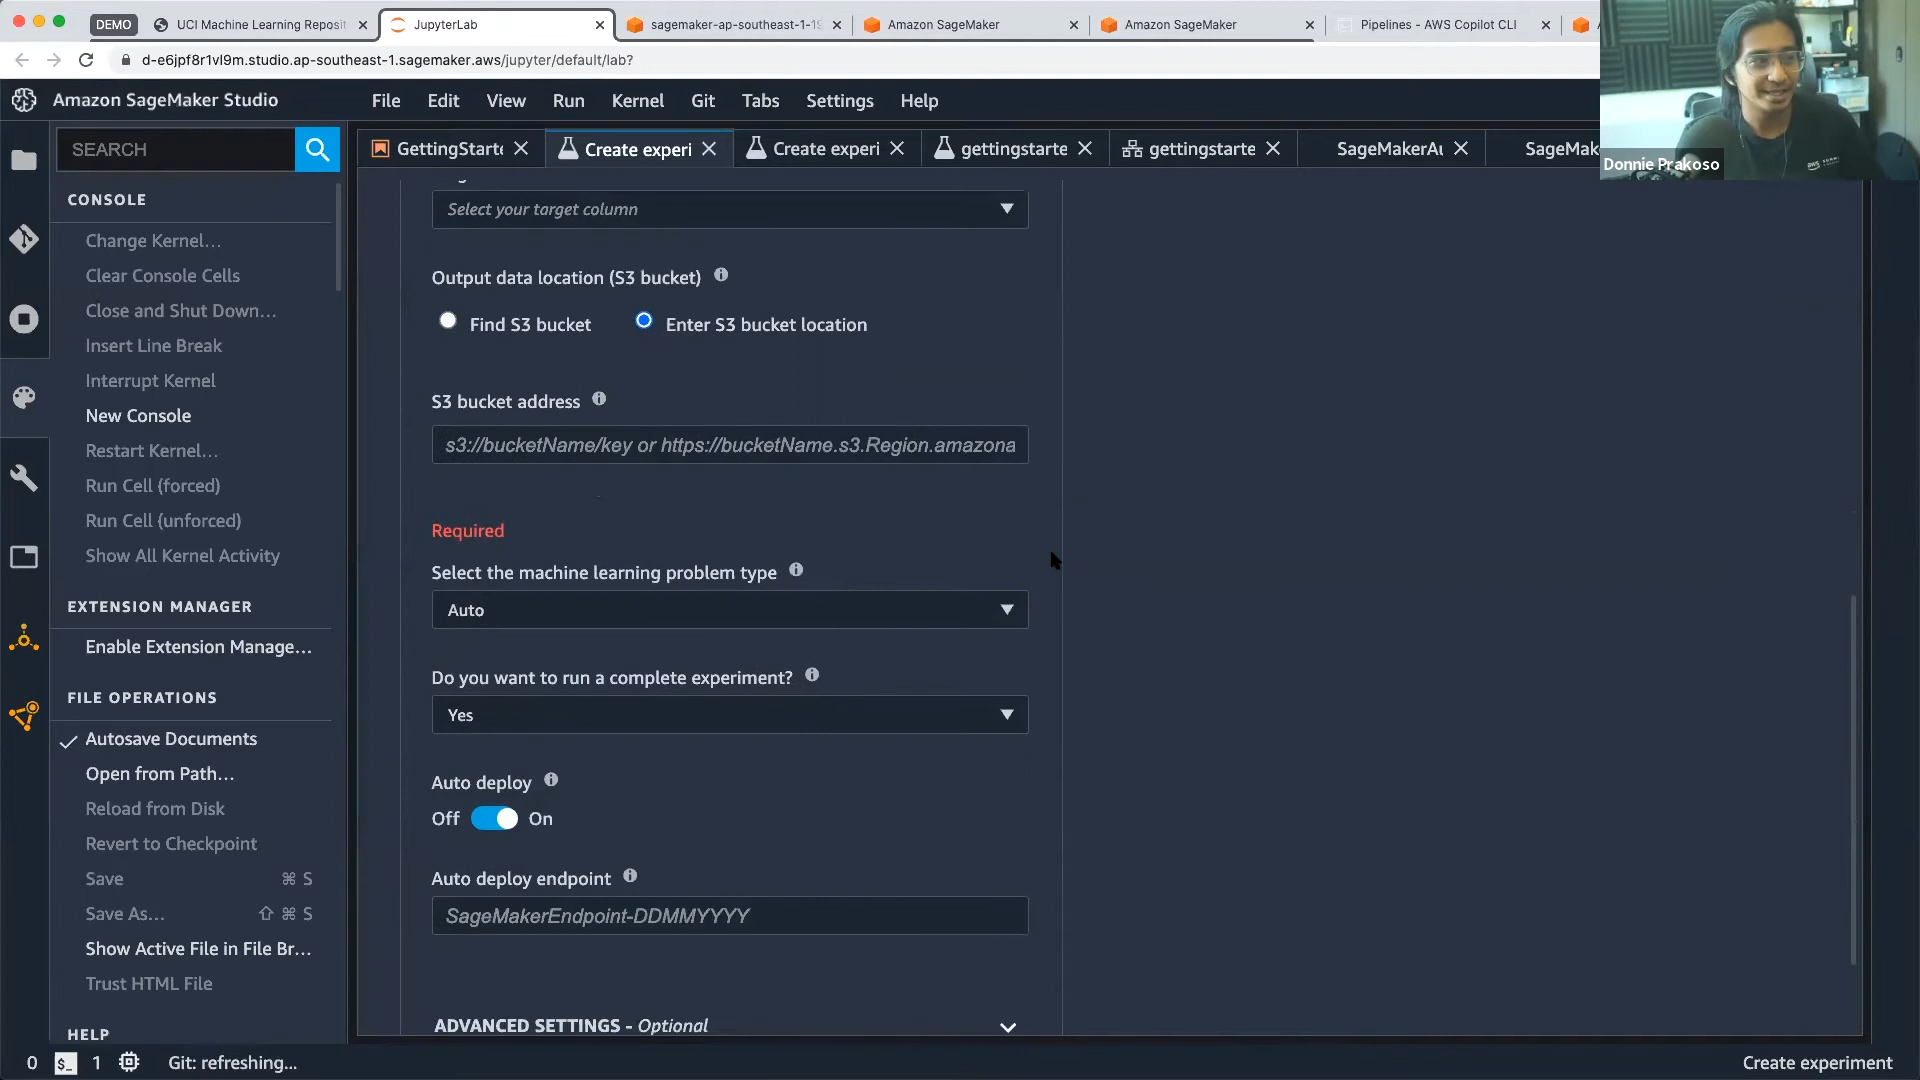 DEMO
UCI Machine Learning Reposit
JupyterLab
sagemaker-ap-southeast-1-19
Amazon SageMaker
Amazon SageMaker
Pipelines - AWS Copilot CLI
d-e6jpf8r1vl9m.studio.ap-southeast-1.sagemaker.aws/jupyter/default/lab?
Amazon SageMaker Studio
File Edit View Run Kernel Git Tabs Settings Help
SEARCH
GettingStarte
Create experi
Create experi
gettingstarte
gettingstarte
SageMakerAu
SageMak
Donnie Prakoso
CONSOLE
Change Kernel...
Clear Console Cells
Close and Shut Down...
Insert Line Break
Interrupt Kernel
New Console
Restart Kernel...
Run Cell (forced)
Run Cell (unforced)
Show All Kernel Activity
EXTENSION MANAGER
Enable Extension Manage...
FILE OPERATIONS
Autosave Documents
Open from Path...
Reload from Disk
Revert to Checkpoint
Save ⌘ S
Save As... ⇧ ⌘ S
Show Active File in File Br...
Trust HTML File
HELP
Select your target column
Output data location (S3 bucket)
Find S3 bucket
Enter S3 bucket location
S3 bucket address
s3://bucketName/key or https://bucketName.s3.Region.amazona
Required
Select the machine learning problem type
Auto
Do you want to run a complete experiment?
Yes
Auto deploy
Off On
Auto deploy endpoint
SageMakerEndpoint-DDMMYYYY
ADVANCED SETTINGS - Optional
0 $_ 1 Git: refreshing...
Create experiment